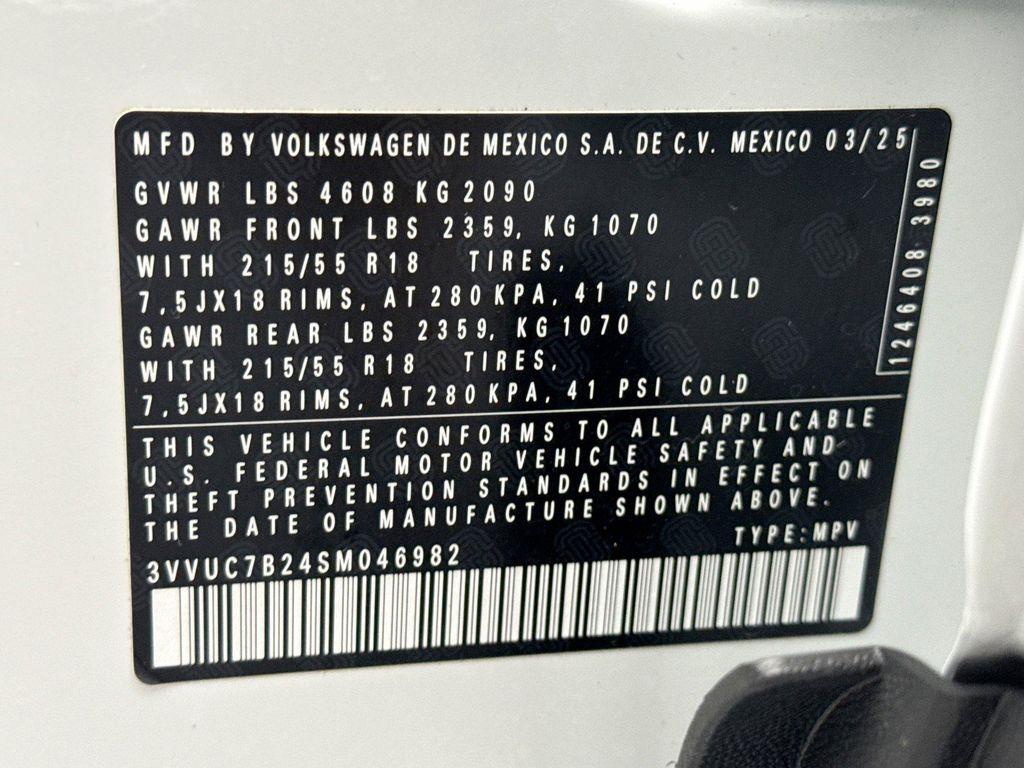 MFD BY VOLKSWAGEN DE MEXICO S.A. DE C.V. MEXICO 03/25
GVWR LBS 4608 KG 2090
GAWR FRONT LBS 2359, KG 1070
WITH 215/55 R18 TIRES,
7,5JX18 RIMS, AT 280 KPA, 41 PSI COLD
GAWR REAR LBS 2359, KG 1070
WITH 215/55 R18 TIRES,
7,5JX18 RIMS, AT 280 KPA, 41 PSI COLD
1246408 3980
THIS VEHICLE CONFORMS TO ALL APPLICABLE
U.S. FEDERAL MOTOR VEHICLE SAFETY AND
THEFT PREVENTION STANDARDS IN EFFECT ON
THE DATE OF MANUFACTURE SHOWN ABOVE.
TYPE: MPV
3VVUC7B24SM046982